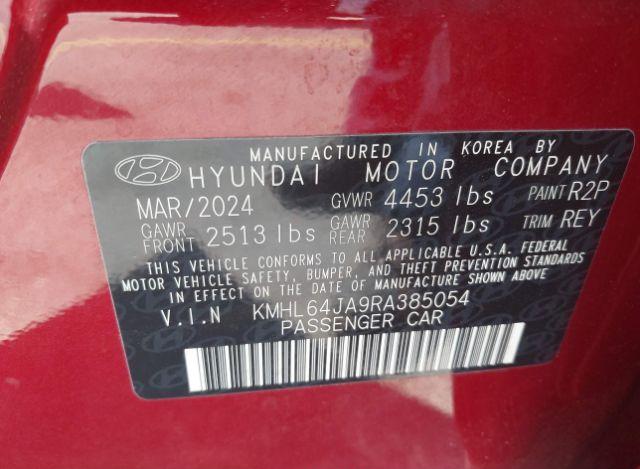 MANUFACTURED IN KOREA BY
HYUNDAI MOTOR COMPANY
MAR/2024 GVWR 4453 lbs PAINT R2P
GAWR FRONT 2513 lbs GAWR REAR 2315 lbs TRIM REY
THIS VEHICLE CONFORMS TO ALL APPLICABLE U.S.A. FEDERAL
MOTOR VEHICLE SAFETY, BUMPER, AND THEFT PREVENTION STANDARDS
IN EFFECT ON THE DATE OF MANUFACTURE SHOWN ABOVE.
V.I.N KMHL64JA9RA385054
PASSENGER CAR